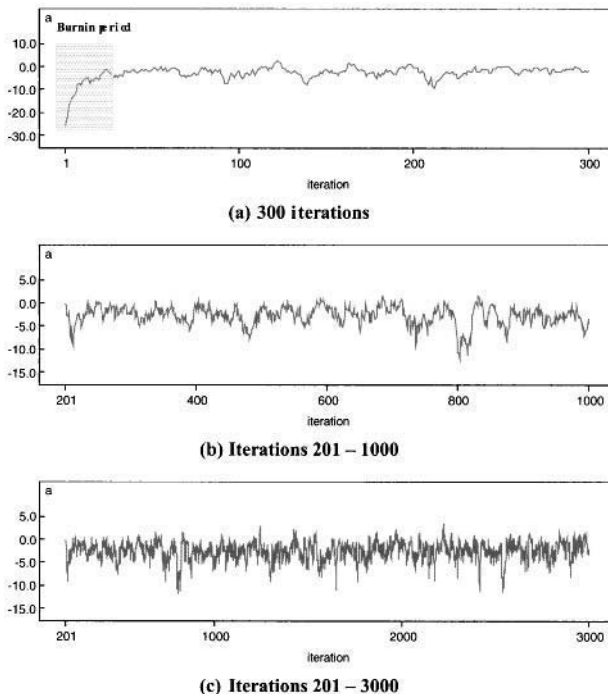 a
Burnin period
10.0
0.0
-10.0
-20.0
-30.0
1 100 200 300
iteration
(a) 300 iterations
a
5.0
0.0
-5.0
-10.0
-15.0
201 400 600 800 1000
iteration
(b) Iterations 201 – 1000
a
5.0
0.0
-5.0
-10.0
-15.0
201 1000 2000 3000
iteration
(c) Iterations 201 – 3000